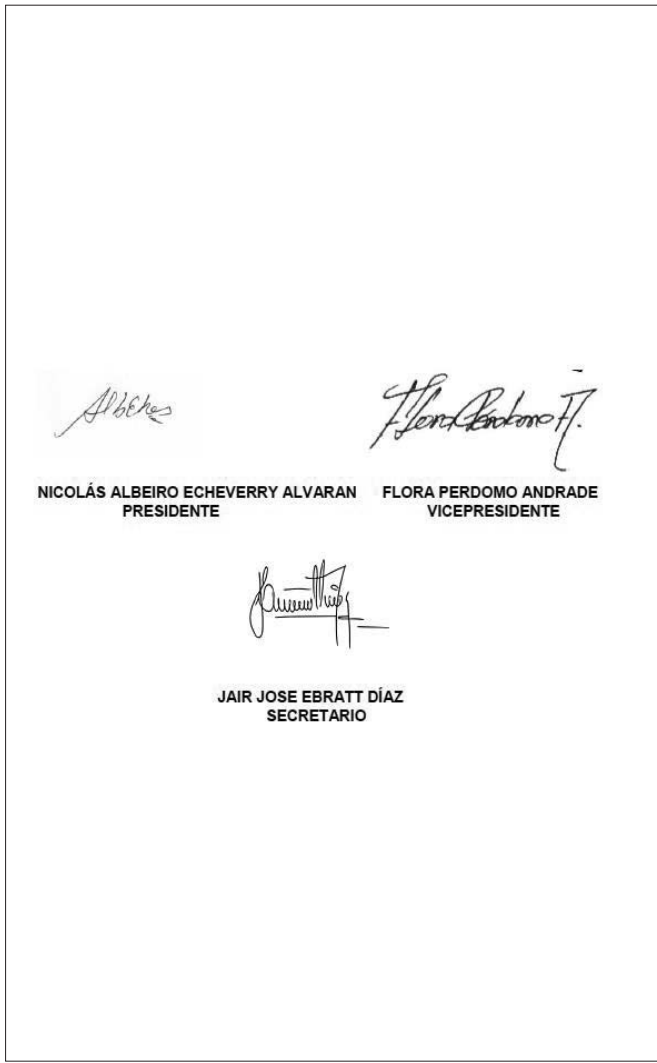 NICOLÁS ALBEIRO ECHEVERRY ALVARAN FLORA PERDOMO ANDRADE
PRESIDENTE VICEPRESIDENTE
JAIR JOSE EBRATT DÍAZ
SECRETARIO